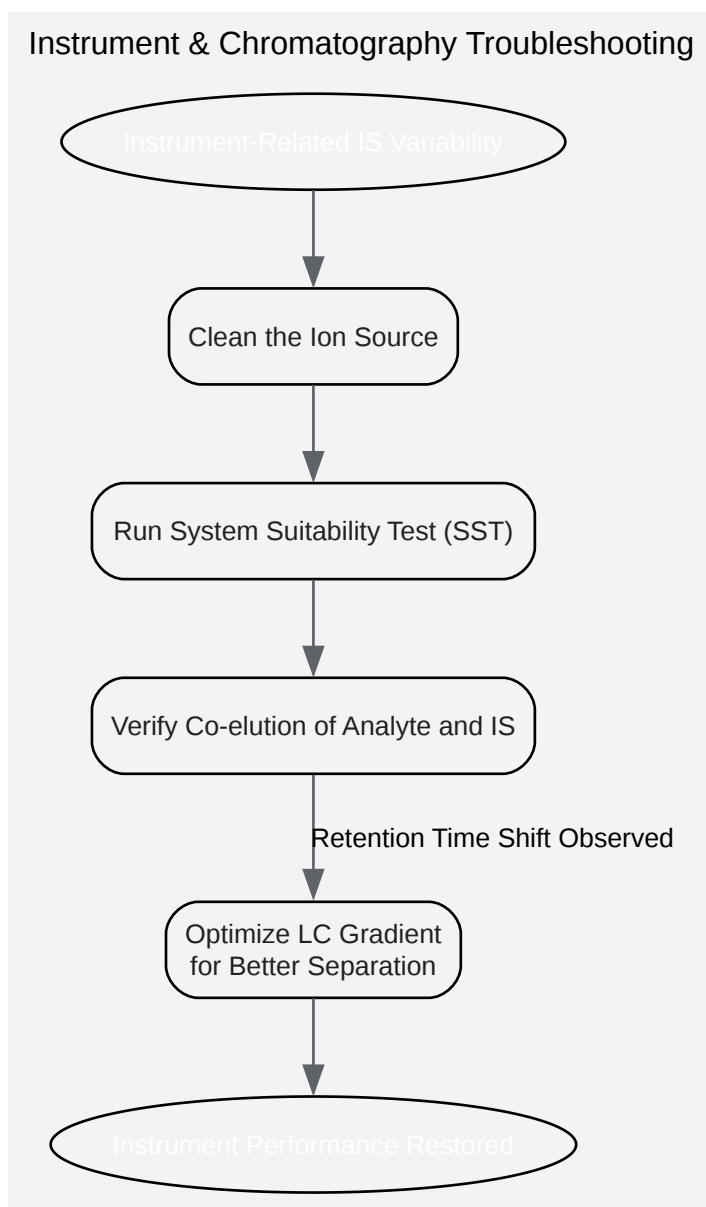 Instrument & Chromatography Troubleshooting
Instrument-Related IS Variability
Clean the Ion Source
Run System Suitability Test (SST)
Verify Co-elution of Analyte and IS
Retention Time Shift Observed
Optimize LC Gradient
for Better Separation
Instrument Performance Restored